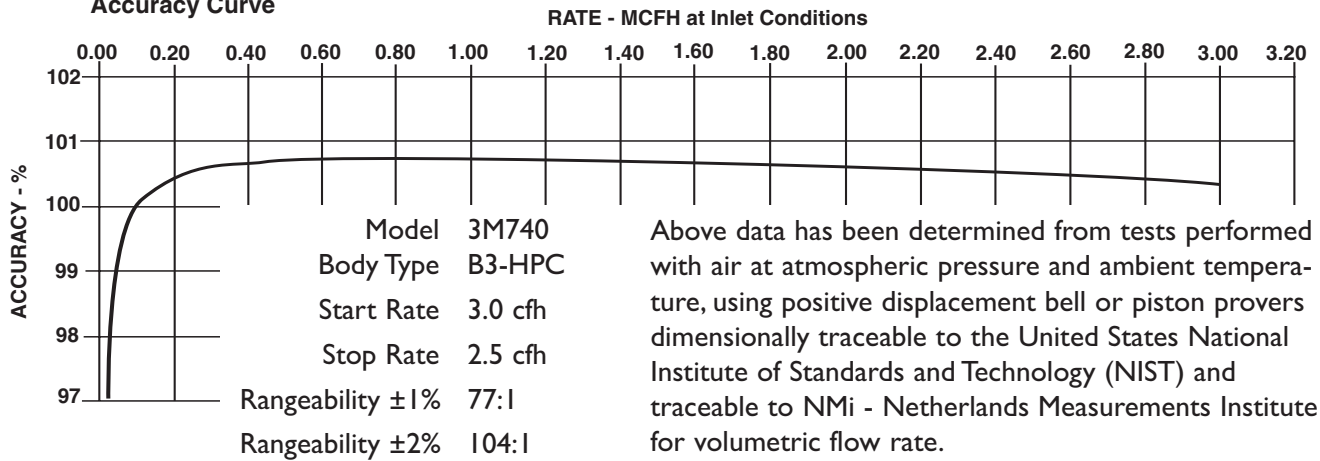 Accuracy Curve
RATE - MCFH at Inlet Conditions
0.00 0.20 0.40 0.60 0.80 1.00 1.20 1.40 1.60 1.80 2.00 2.20 2.40 2.60 2.80 3.00 3.20
102
101
100
99
98
97
ACCURACY - %
Model 3M740
Body Type B3-HPC
Start Rate 3.0 cfh
Stop Rate 2.5 cfh
Rangeability ±1% 77:1
Rangeability ±2% 104:1
Above data has been determined from tests performed
with air at atmospheric pressure and ambient tempera-
ture, using positive displacement bell or piston provers
dimensionally traceable to the United States National
Institute of Standards and Technology (NIST) and
traceable to NMi - Netherlands Measurements Institute
for volumetric flow rate.